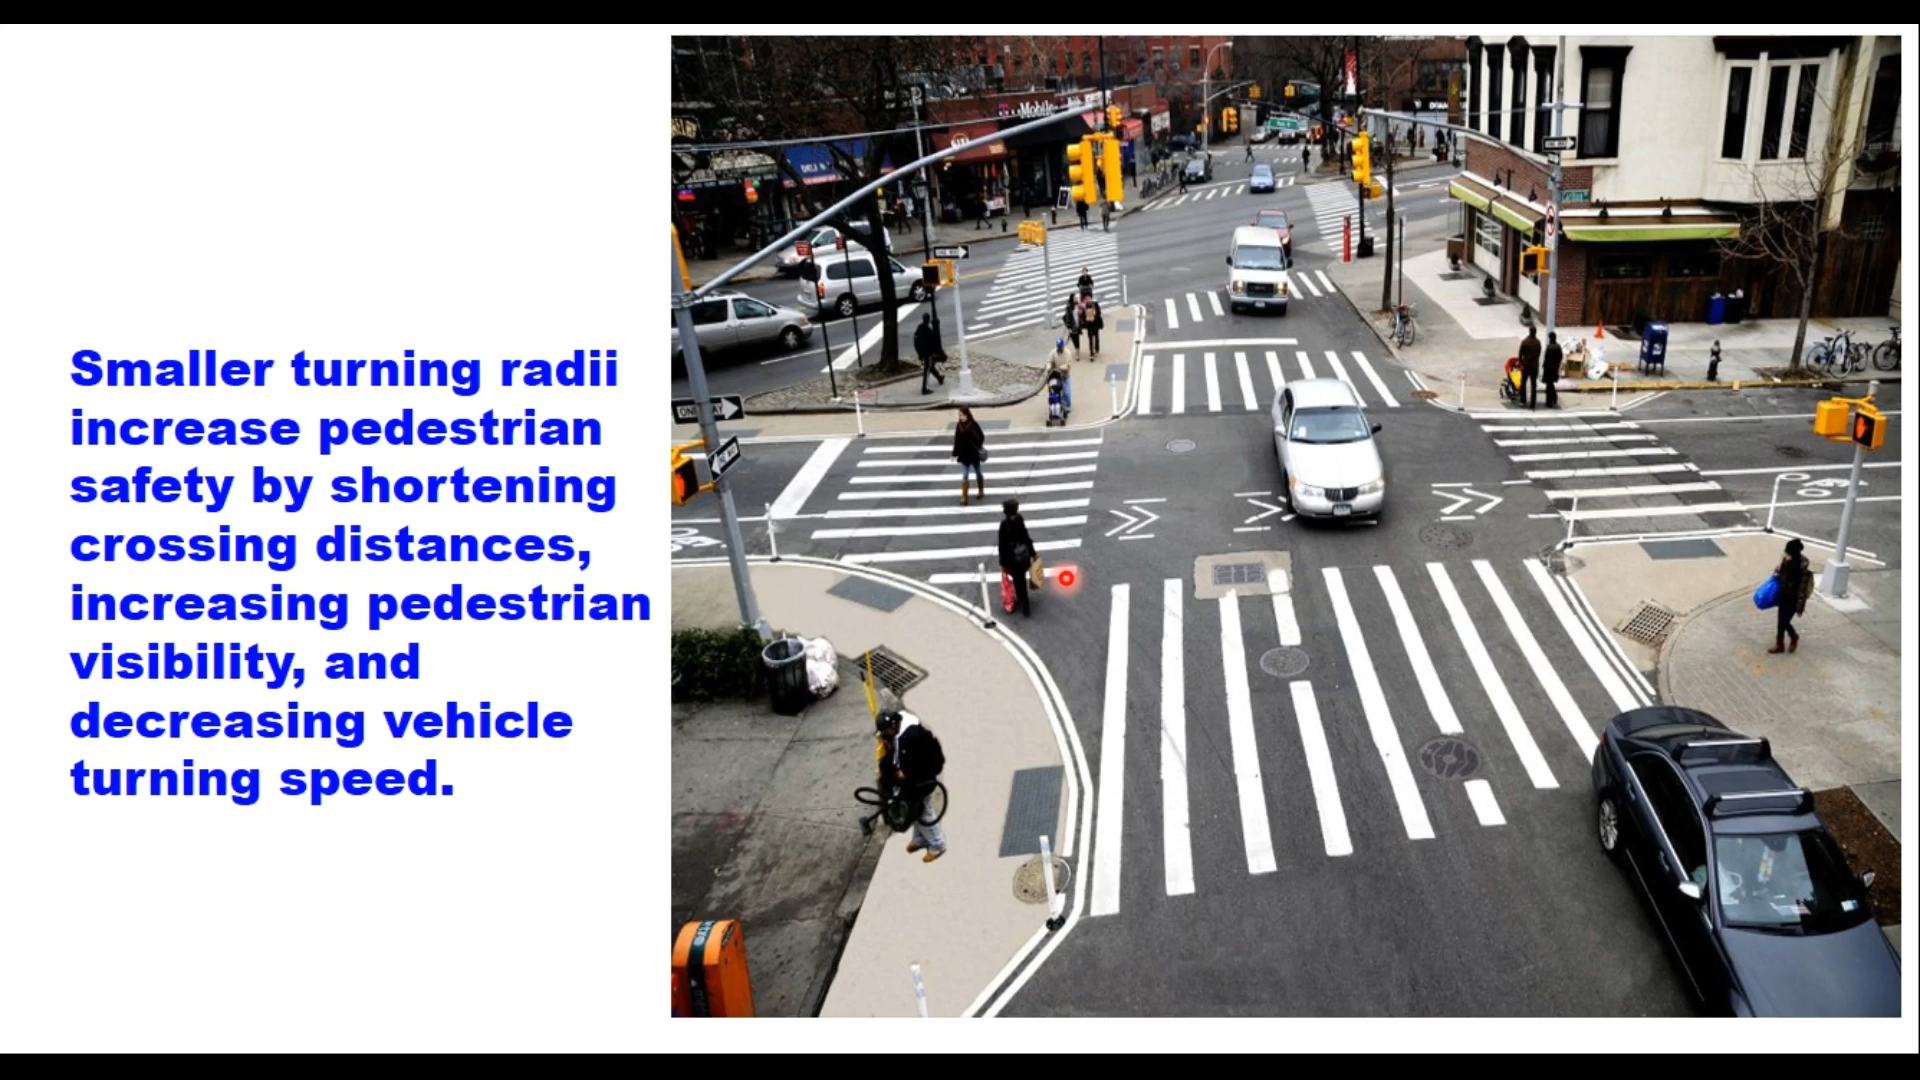 Smaller turning radii
increase pedestrian
safety by shortening
crossing distances,
increasing pedestrian
visibility, and
decreasing vehicle
turning speed.
T Mobile
ONE WAY